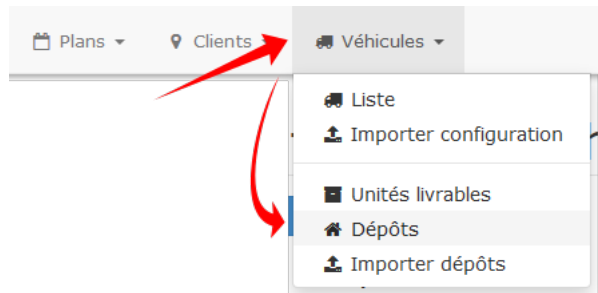 Plans Clients Véhicules
Liste
Importer configuration
Unités livrables
Dépôts
Importer dépôts